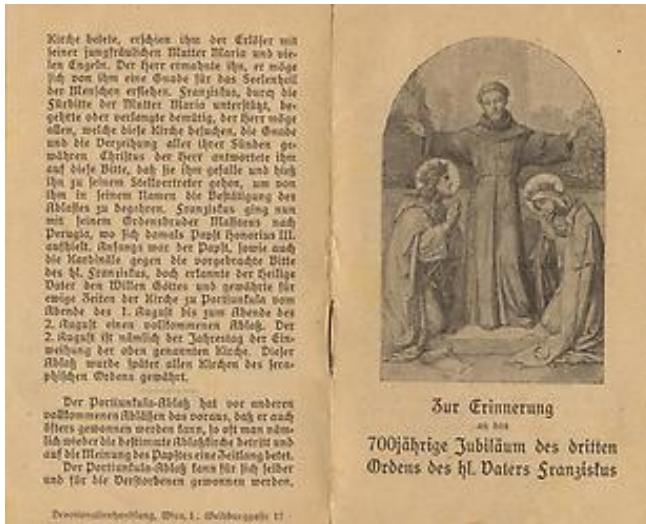 Kirche betete, erschien ihm der Erlöser mit
seiner jungfräulichen Mutter Maria und vie-
len Engeln. Der Herr ermahnte ihn, er möge
sich von ihm eine Gnade für das Seelenheil
der Menschen erflehen. Franziskus, durch die
Fürbitte der Mutter Maria unterstützt, be-
gehrte oder verlangte demütig, der Herr möge
allen, welche diese Kirche besuchen, die Gnade
und die Verzeihung aller ihrer Sünden ge-
währen Christus der Herr antwortete ihm
auf diese Bitte, daß sie ihm gefalle und hieß
ihn zu seinem Stellvertreter gehen, um von
ihm in seinem Namen die Bestätigung des
Ablasses zu begehren. Franziskus ging nun
mit seinem Ordensbruder Massaeus nach
Perugia, wo sich damals Papst Honorius III.
aufhielt. Anfangs war der Papst, sowie auch
die Kardinäle gegen die vorgebrachte Bitte
des hl. Franziskus, doch erkannte der Heilige
Vater den Willen Gottes und gewährte für
ewige Zeiten der Kirche zu Portiunkula vom
Abende des 1. August bis zum Abende des
2. August einen vollkommenen Ablaß. Der
2. August ist nämlich der Jahrestag der Ein-
weihung der oben genannten Kirche. Dieser
Ablaß wurde später allen Kirchen des sera-
phischen Ordens gewährt.
Der Portiunkula-Ablaß hat vor anderen
vollkommenen Ablässen das voraus, daß er auch
öfters gewonnen werden kann, so oft man näm-
lich wieder die bestimmte Ablaßkirche betritt und
auf die Meinung des Papstes eine Zeitlang betet.
Der Portiunkula-Ablaß kann für sich selber
und für die Verstorbenen gewonnen werden.
Devotionalienhandlung, Wien, I., Weihburggasse 17
Zur Erinnerung
an das
700jährige Jubiläum des dritten
Ordens des hl. Vaters Franziskus